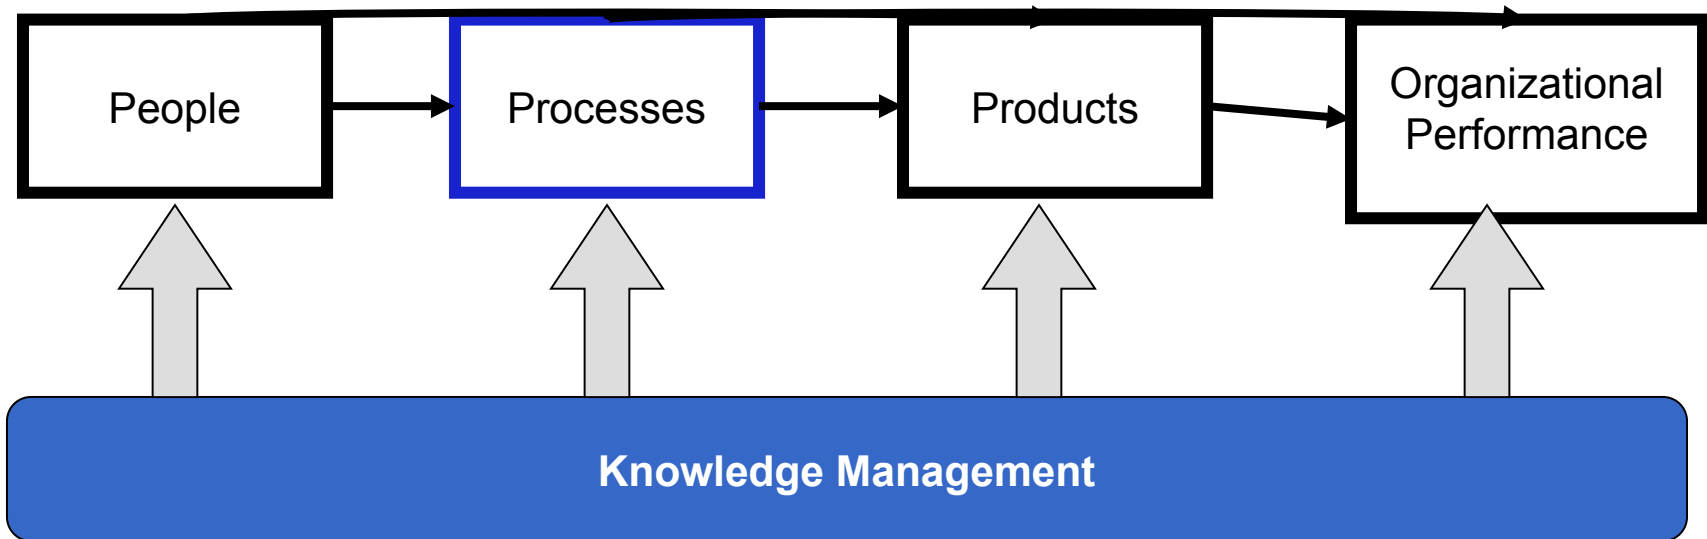 People
Processes
Products
Organizational
Performance
Knowledge Management